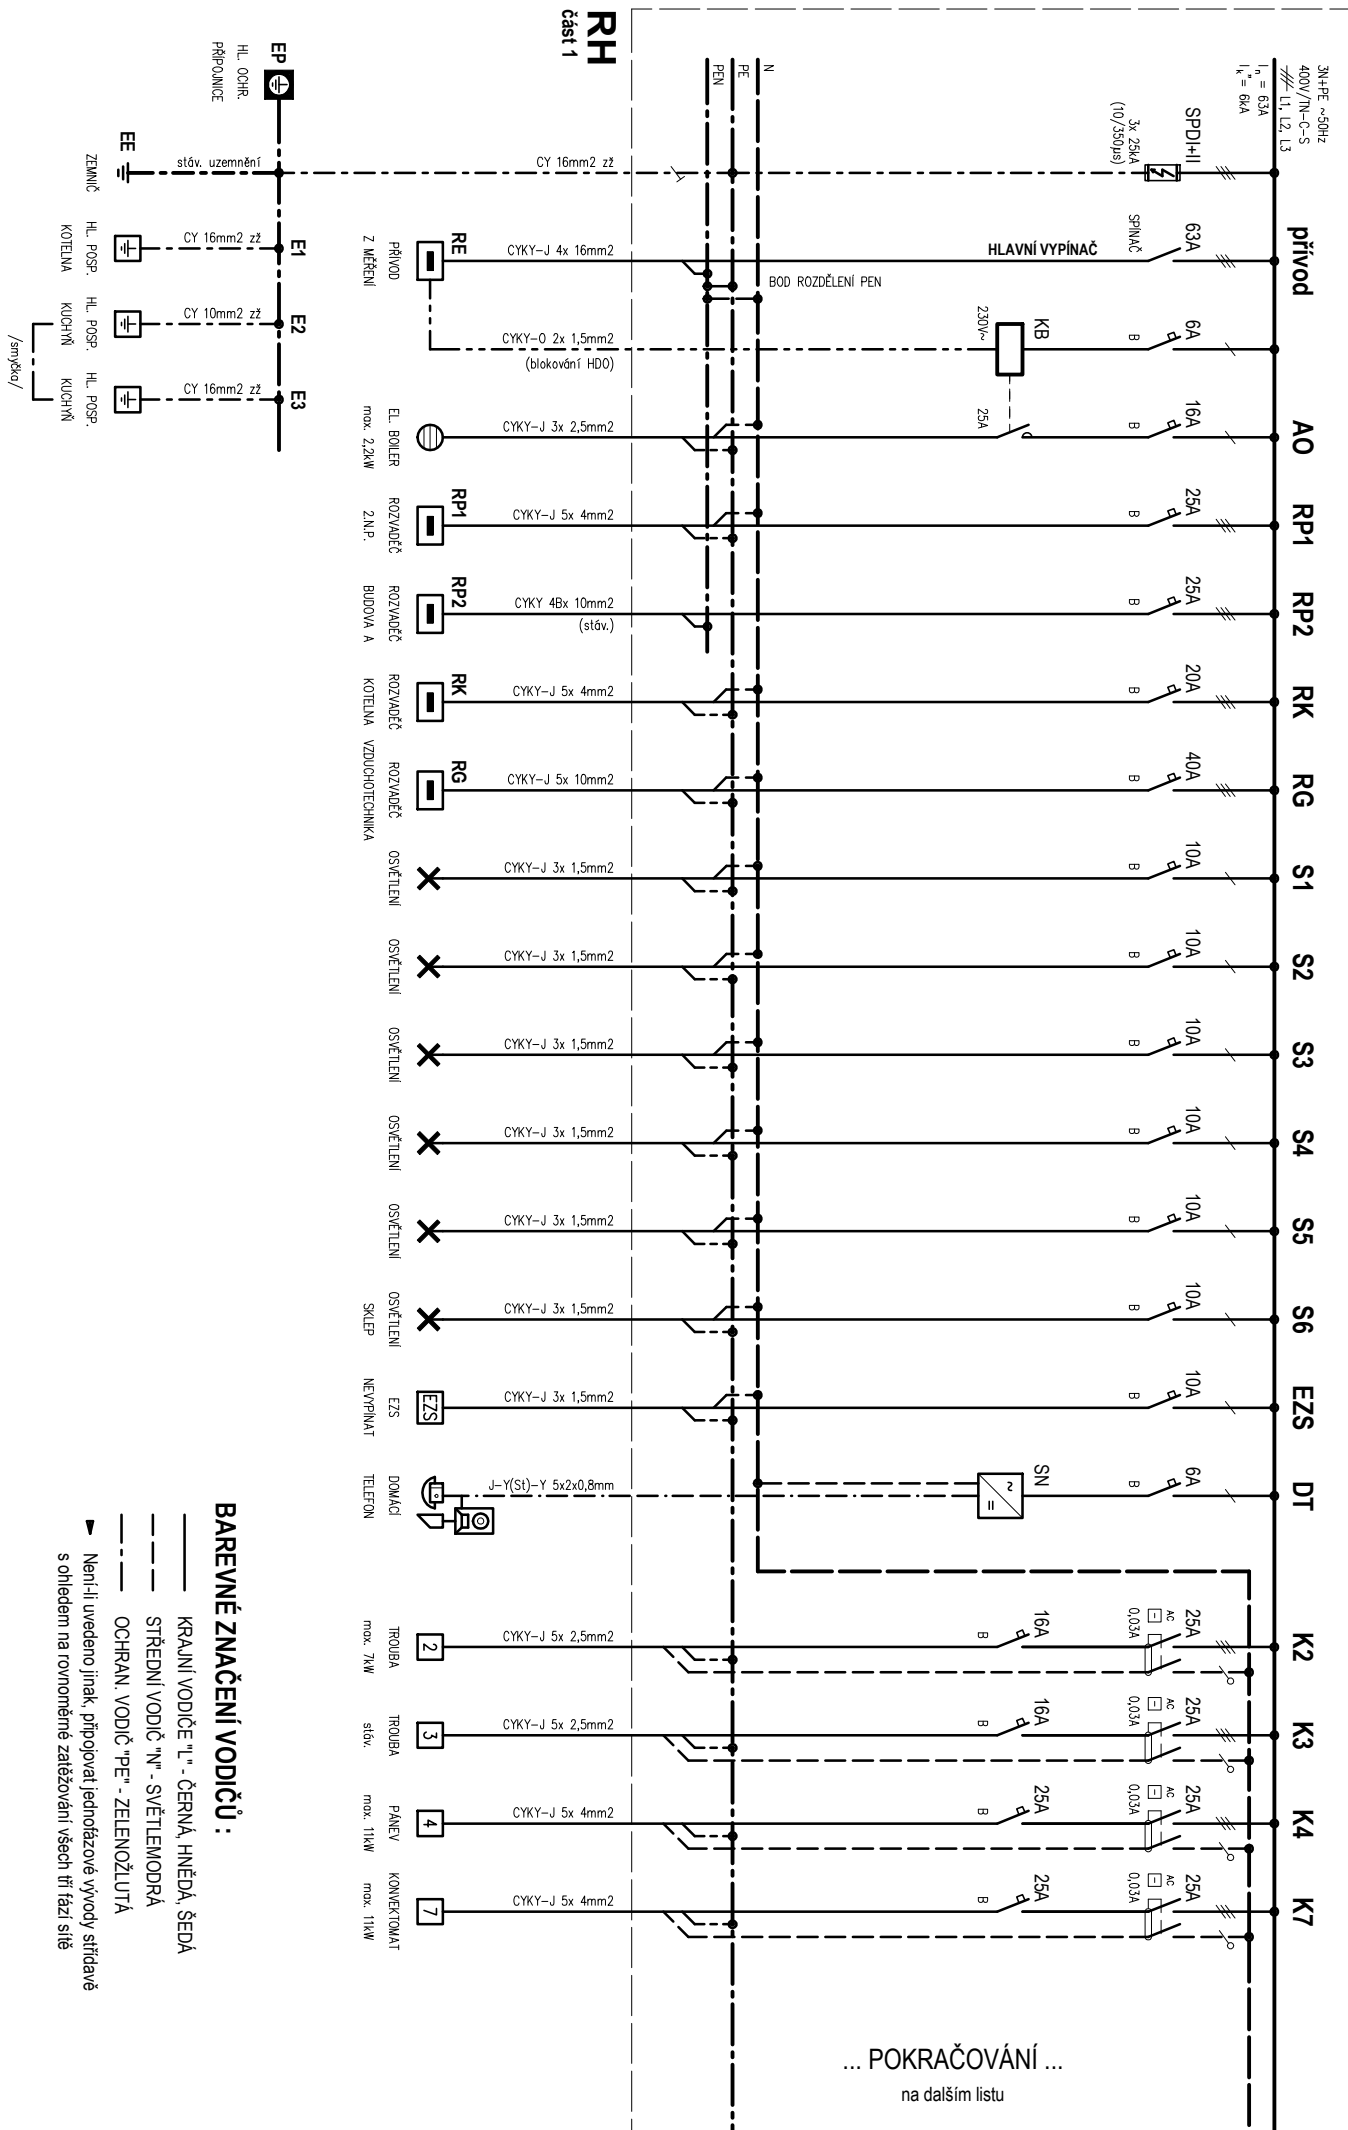 3N+PE ~50Hz
400V/TN-C-S
L1, L2, L3
In = 63A
Ik" = 6kA
RH
část 1
N
PE
PEN
SPDI+II
3x 25kA
(10/350µs)
CY 16mm2 zž
EP
HL. OCHR.
PŘÍPOJNICE
EE
ZEMNIČ
stáv. uzemnění
E1
CY 16mm2 zž
HL. POSP.
KOTELNA
E2
CY 10mm2 zž
HL. POSP.
KUCHYŇ
E3
CY 16mm2 zž
HL. POSP.
KUCHYŇ
/smyčka/
přívod
63A
SPÍNAČ
HLAVNÍ VYPÍNAČ
BOD ROZDĚLENÍ PEN
CYKY-J 4x 16mm2
RE
PŘÍVOD
Z MĚŘENÍ
6A
B
KB
230V~
CYKY-O 2x 1,5mm2
(blokování HDO)
AO
16A
B
25A
CYKY-J 3x 2,5mm2
EL. BOILER
max. 2,2kW
RP1
25A
B
CYKY-J 5x 4mm2
RP1
ROZVADĚČ
2.N.P.
RP2
25A
B
CYKY 4Bx 10mm2
(stáv.)
RP2
ROZVADĚČ
BUDOVA A
RK
20A
B
CYKY-J 5x 4mm2
RK
ROZVADĚČ
KOTELNA
RG
40A
B
CYKY-J 5x 10mm2
RG
ROZVADĚČ
VZDUCHOTECHNIKA
S1
10A
B
CYKY-J 3x 1,5mm2
OSVĚTLENÍ
S2
10A
B
CYKY-J 3x 1,5mm2
OSVĚTLENÍ
S3
10A
B
CYKY-J 3x 1,5mm2
OSVĚTLENÍ
S4
10A
B
CYKY-J 3x 1,5mm2
OSVĚTLENÍ
S5
10A
B
CYKY-J 3x 1,5mm2
OSVĚTLENÍ
S6
10A
B
CYKY-J 3x 1,5mm2
OSVĚTLENÍ
SKLEP
EZS
10A
B
CYKY-J 3x 1,5mm2
EZS
EZS
NEVYPÍNAT
DT
6A
B
SN
~
=
J-Y(St)-Y 5x2x0,8mm
DOMÁCÍ
TELEFON
K2
25A
AC
0,03A
16A
B
CYKY-J 5x 2,5mm2
2
TROUBA
max. 7kW
K3
25A
AC
0,03A
16A
B
CYKY-J 5x 2,5mm2
3
TROUBA
stáv.
K4
25A
AC
0,03A
25A
B
CYKY-J 5x 4mm2
4
PÁNEV
max. 11kW
K7
25A
AC
0,03A
25A
B
CYKY-J 5x 4mm2
7
KONVEKTOMAT
max. 11kW
... POKRAČOVÁNÍ ...
na dalším listu
BAREVNÉ ZNAČENÍ VODIČŮ :
KRAJNÍ VODIČE "L" - ČERNÁ, HNĚDÁ, ŠEDÁ
STŘEDNÍ VODIČ "N" - SVĚTLEMODRÁ
OCHRAN. VODIČ "PE" - ZELENOŽLUTÁ
Není-li uvedeno jinak, připojovat jednofázové vývody střídavě
s ohledem na rovnoměrné zatěžování všech tří fází sítě